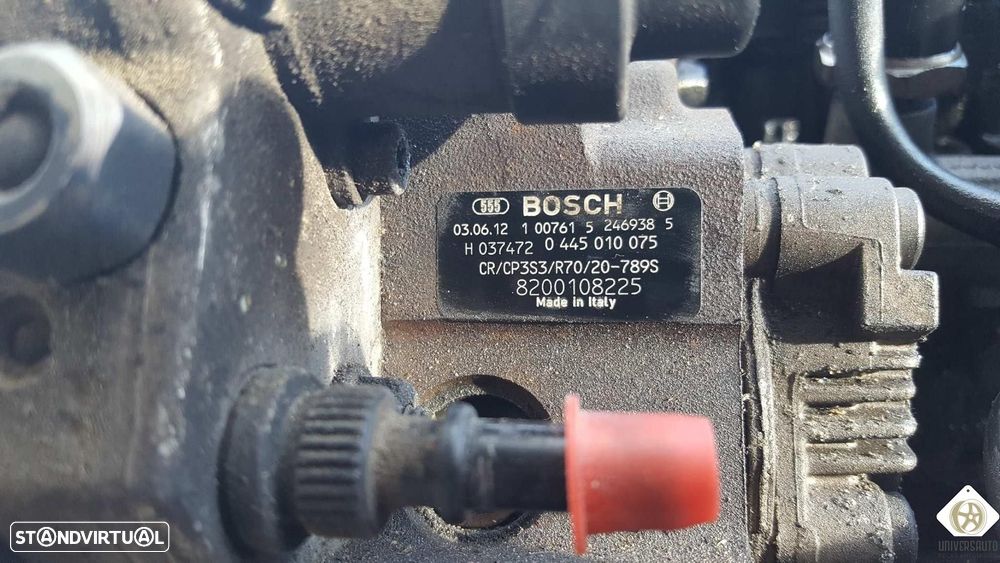 555 BOSCH
03.06.12 1 00761 5 246938 5
H 037472 0 445 010 075
CR/CP3S3/R70/20-789S
8200108225
Made in Italy
STANDVIRTUAL
UNIVERSAUTO